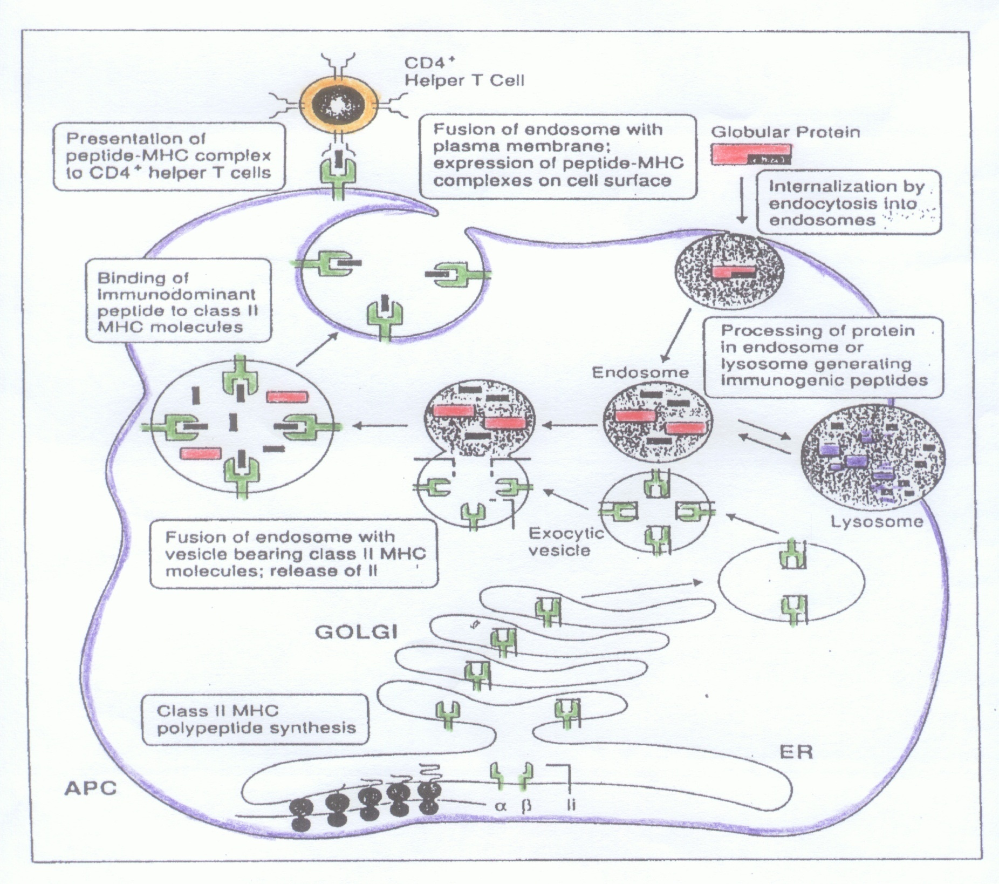 CD4+
Helper T Cell
Presentation of
peptide-MHC complex
to CD4+ helper T cells
Fusion of endosome with
plasma membrane;
expression of peptide-MHC
complexes on cell surface
Globular Protein
Internalization by
endocytosis into
endosomes
Binding of
immunodominant
peptide to class II
MHC molecules
Processing of protein
in endosome or
lysosome generating
immunogenic peptides
Endosome
Lysosome
Exocytic
vesicle
Fusion of endosome with
vesicle bearing class II MHC
molecules; release of Ii
GOLGI
Class II MHC
polypeptide synthesis
ER
APC
α β Ii